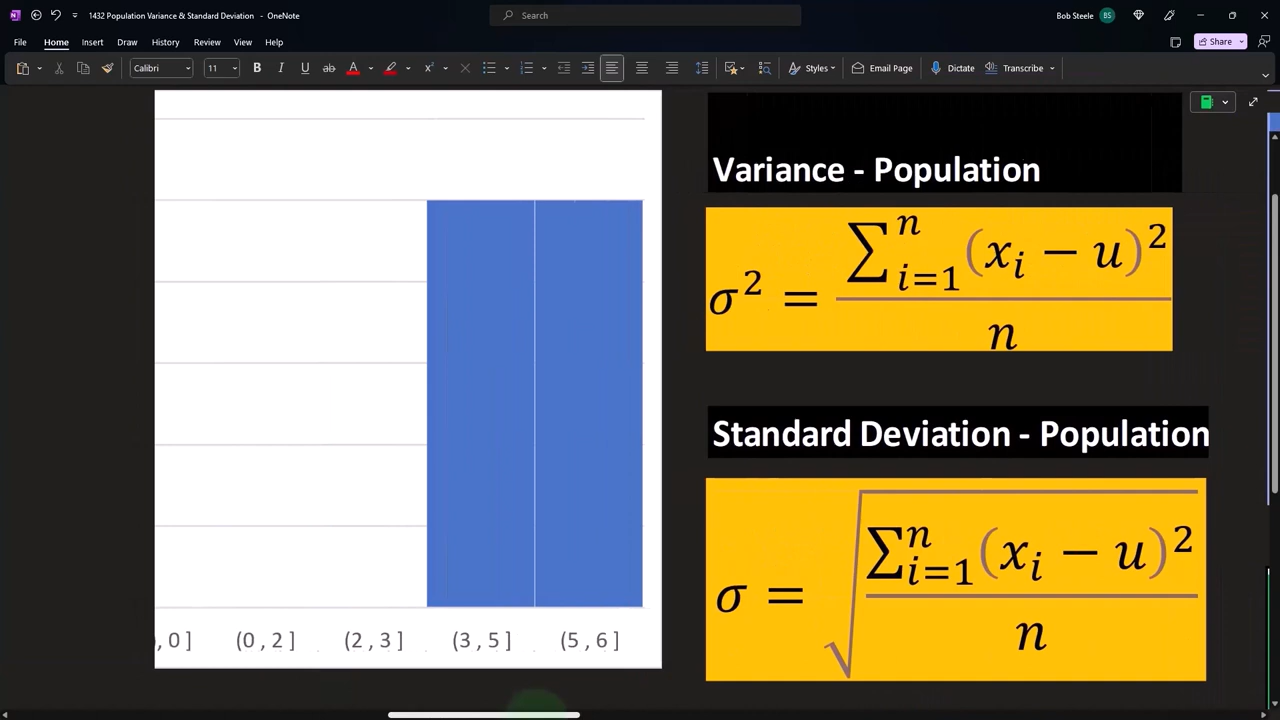 1432 Population Variance & Standard Deviation - OneNote
Search
Bob Steele BS
File Home Insert Draw History Review View Help
Share
Calibri 11 B I U ab A x² Styles Email Page Dictate Transcribe
, 0 ] (0 , 2 ] (2 , 3 ] (3 , 5 ] (5 , 6 ]
Variance - Population
σ² = ∑ⁿᵢ₌₁(xᵢ − u)² / n
Standard Deviation - Population
σ = √(∑ⁿᵢ₌₁(xᵢ − u)² / n)